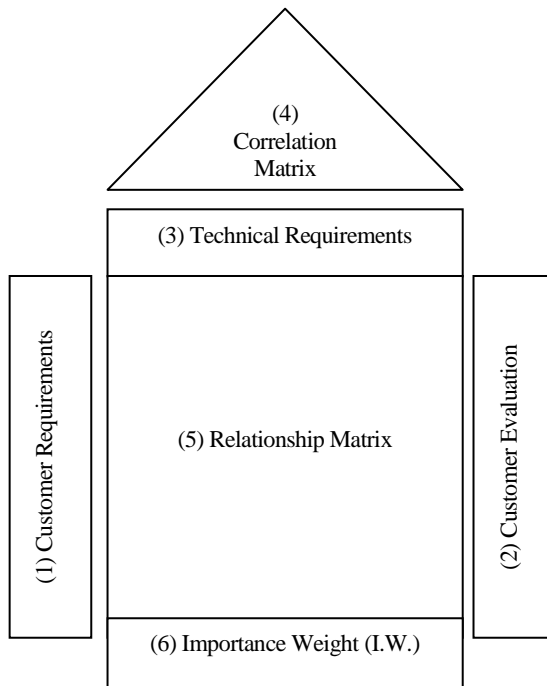 (4)
Correlation
Matrix
(3) Technical Requirements
(1) Customer Requirements
(5) Relationship Matrix
(2) Customer Evaluation
(6) Importance Weight (I.W.)